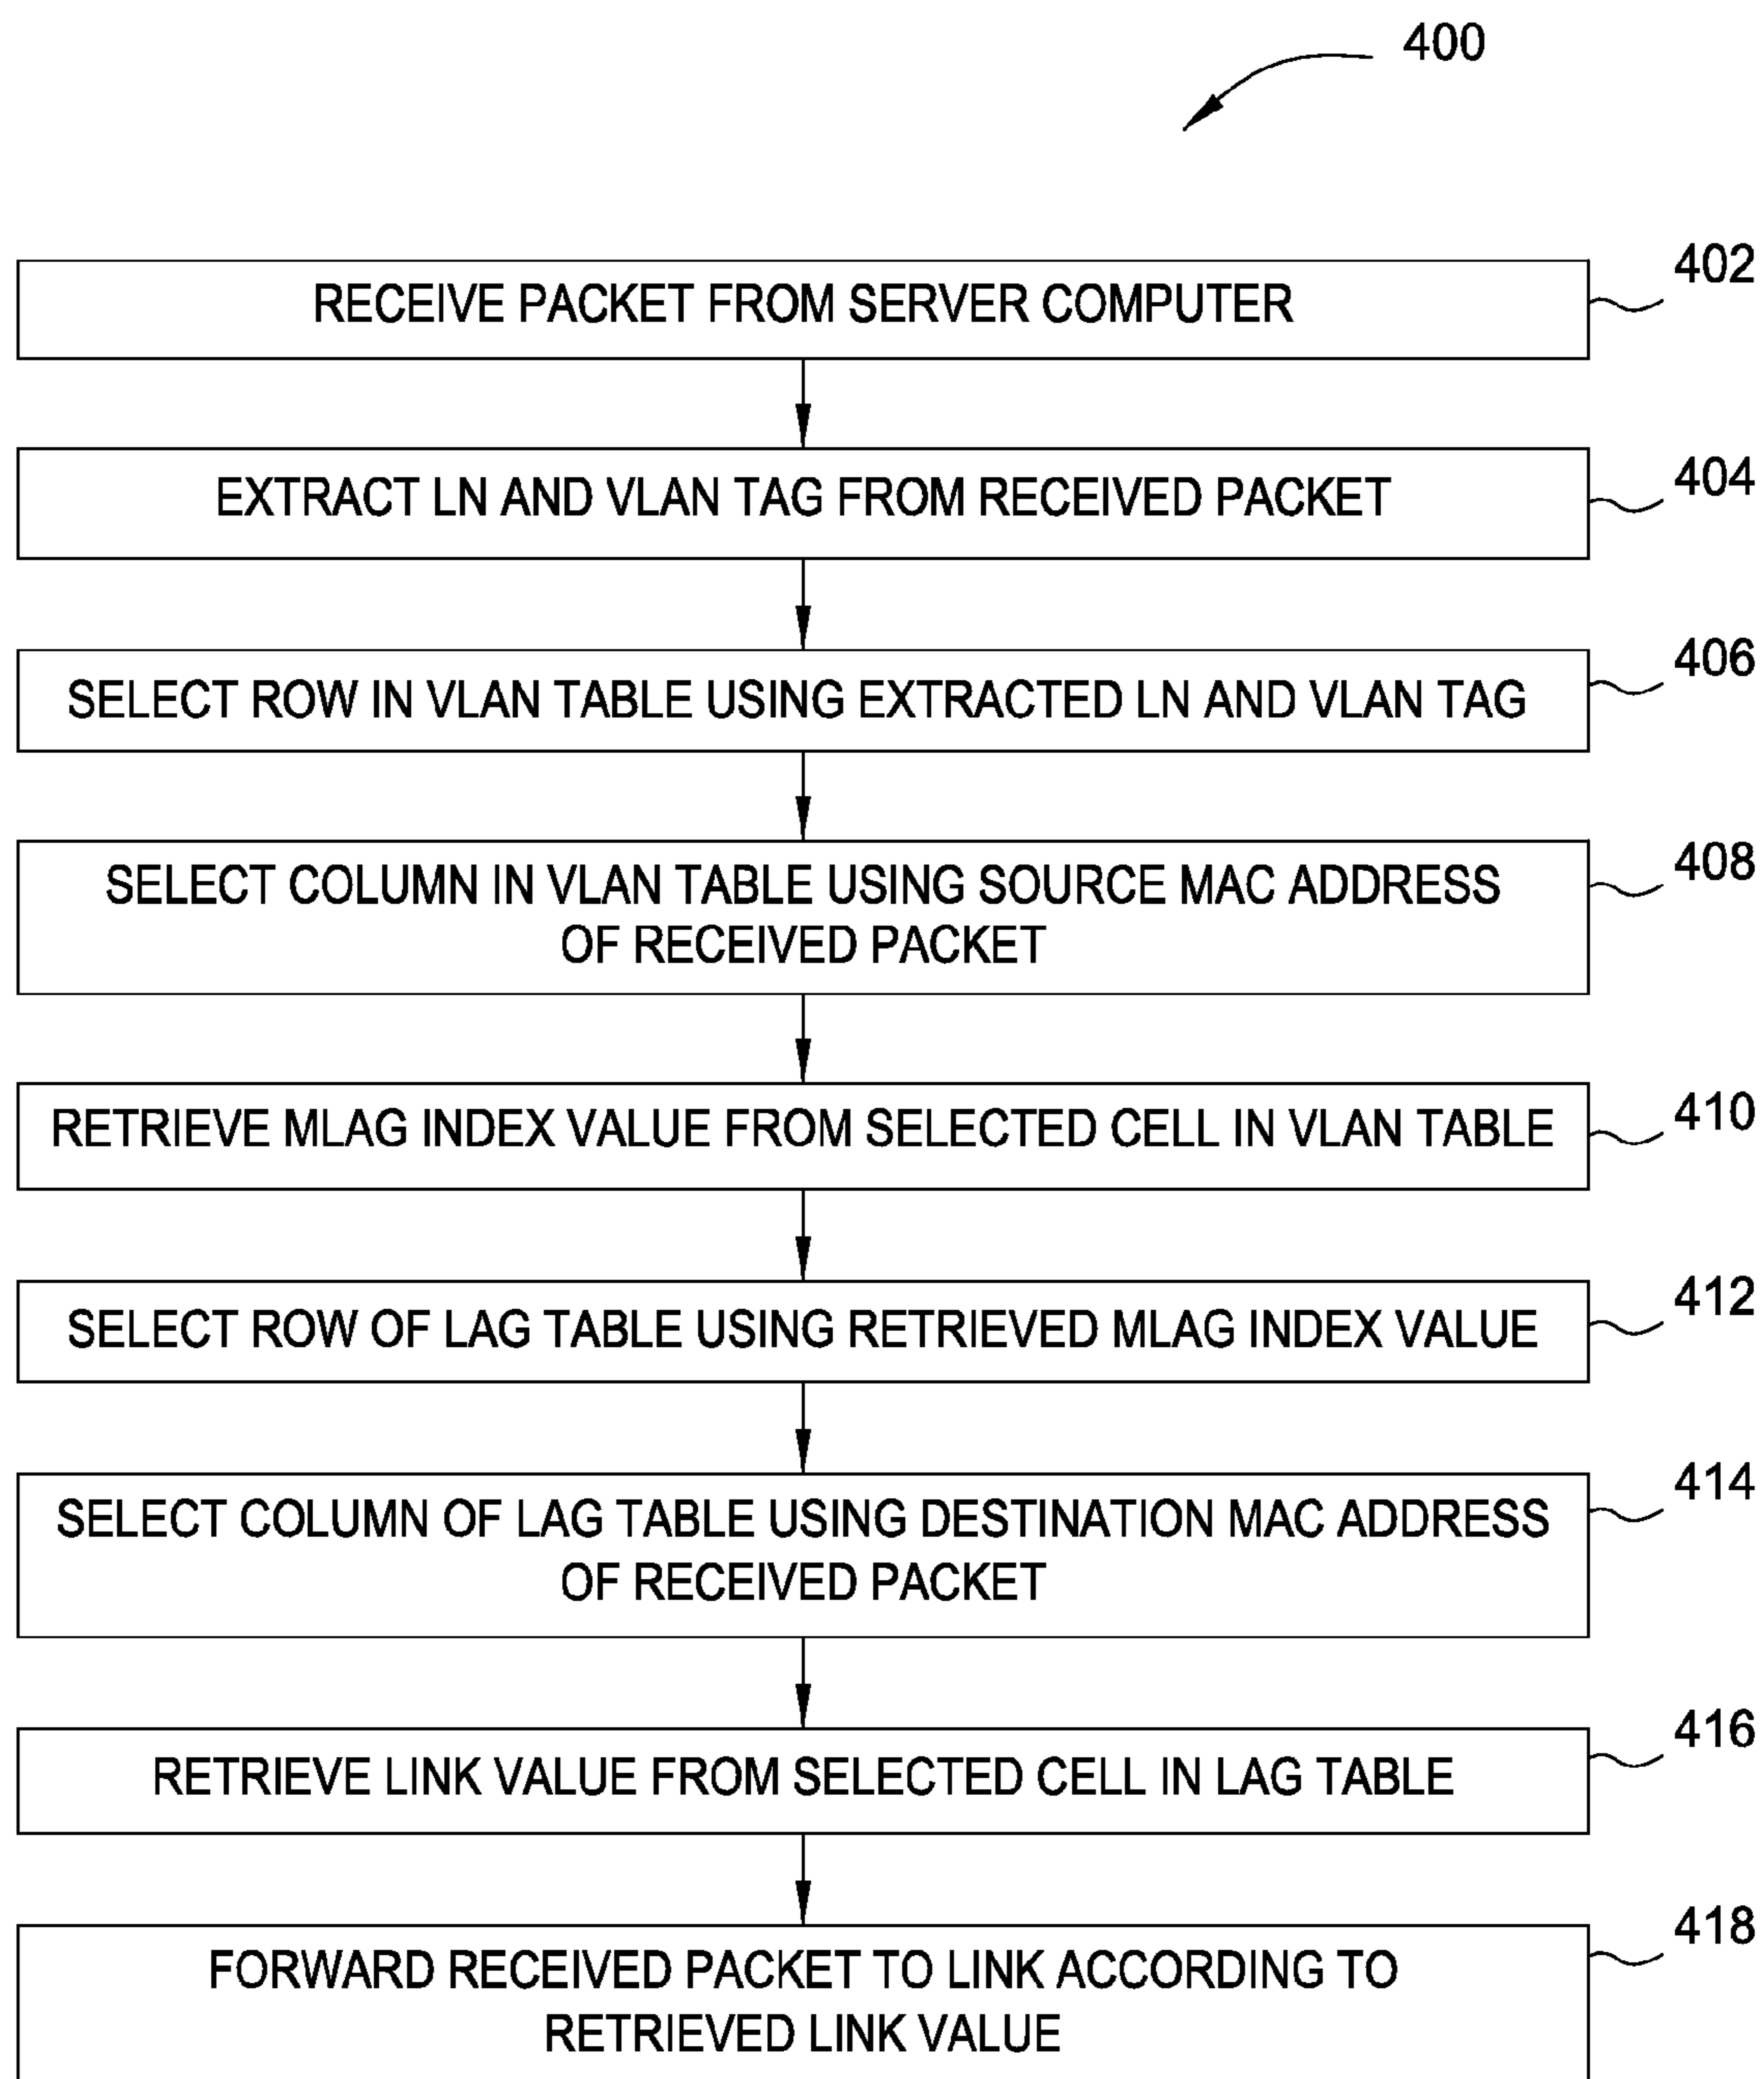 400
RECEIVE PACKET FROM SERVER COMPUTER
402
EXTRACT LN AND VLAN TAG FROM RECEIVED PACKET
404
SELECT ROW IN VLAN TABLE USING EXTRACTED LN AND VLAN TAG
406
SELECT COLUMN IN VLAN TABLE USING SOURCE MAC ADDRESS
OF RECEIVED PACKET
408
RETRIEVE MLAG INDEX VALUE FROM SELECTED CELL IN VLAN TABLE
410
SELECT ROW OF LAG TABLE USING RETRIEVED MLAG INDEX VALUE
412
SELECT COLUMN OF LAG TABLE USING DESTINATION MAC ADDRESS
OF RECEIVED PACKET
414
RETRIEVE LINK VALUE FROM SELECTED CELL IN LAG TABLE
416
FORWARD RECEIVED PACKET TO LINK ACCORDING TO
RETRIEVED LINK VALUE
418